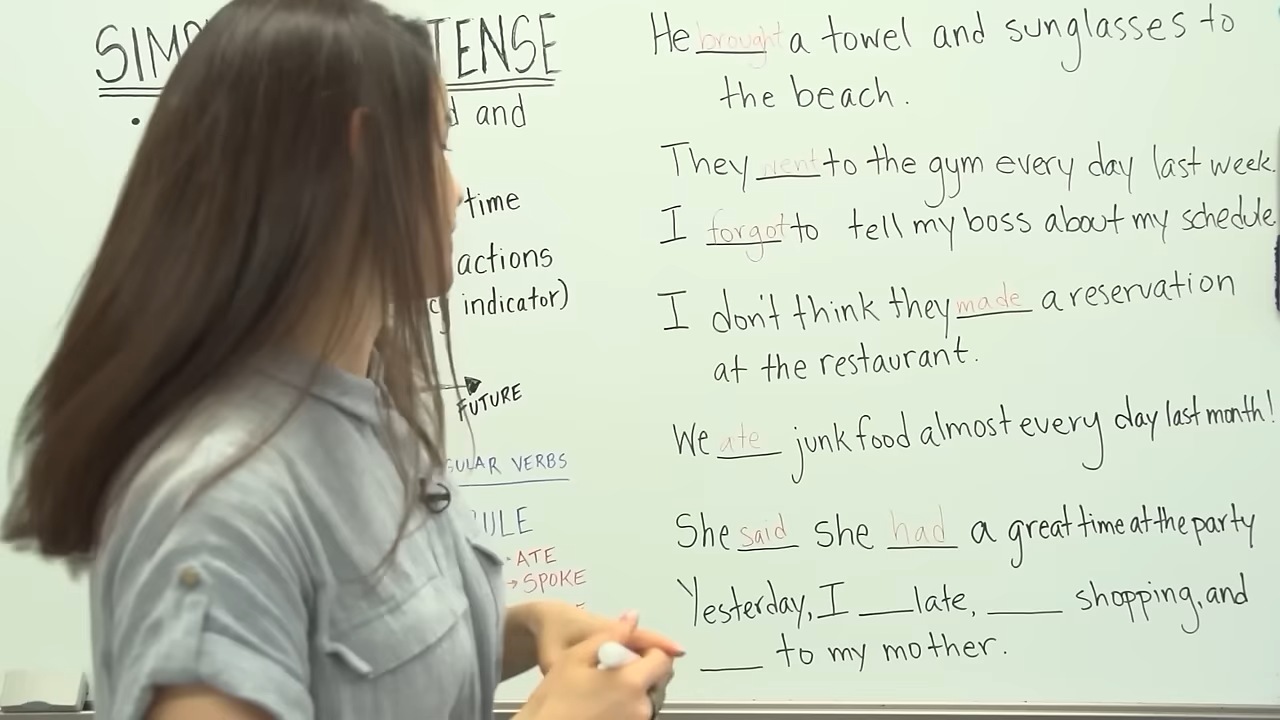 TENSE
and
time
actions
indicator)
FUTURE
VERBS
ATE
→ SPOKE
He brought a towel and sunglasses to
the beach.
They went to the gym every day last week.
I forgot to tell my boss about my schedule
I don't think they made a reservation
at the restaurant.
We ate junk food almost every day last month!
She said she had a great time at the party
Yesterday, I ___ late, ___ shopping, and
___ to my mother.